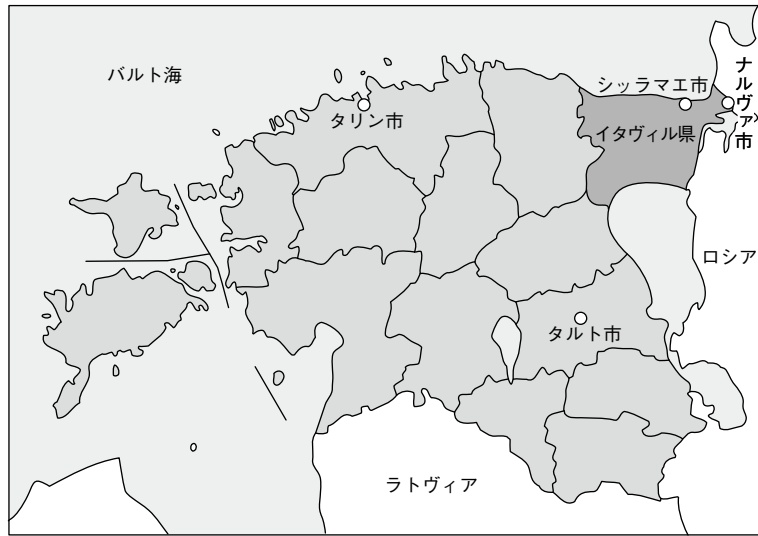 バルト海
シッラマエ市
ナルヴァ市
タリン市
イタヴィル県
ロシア
タルト市
ラトヴィア